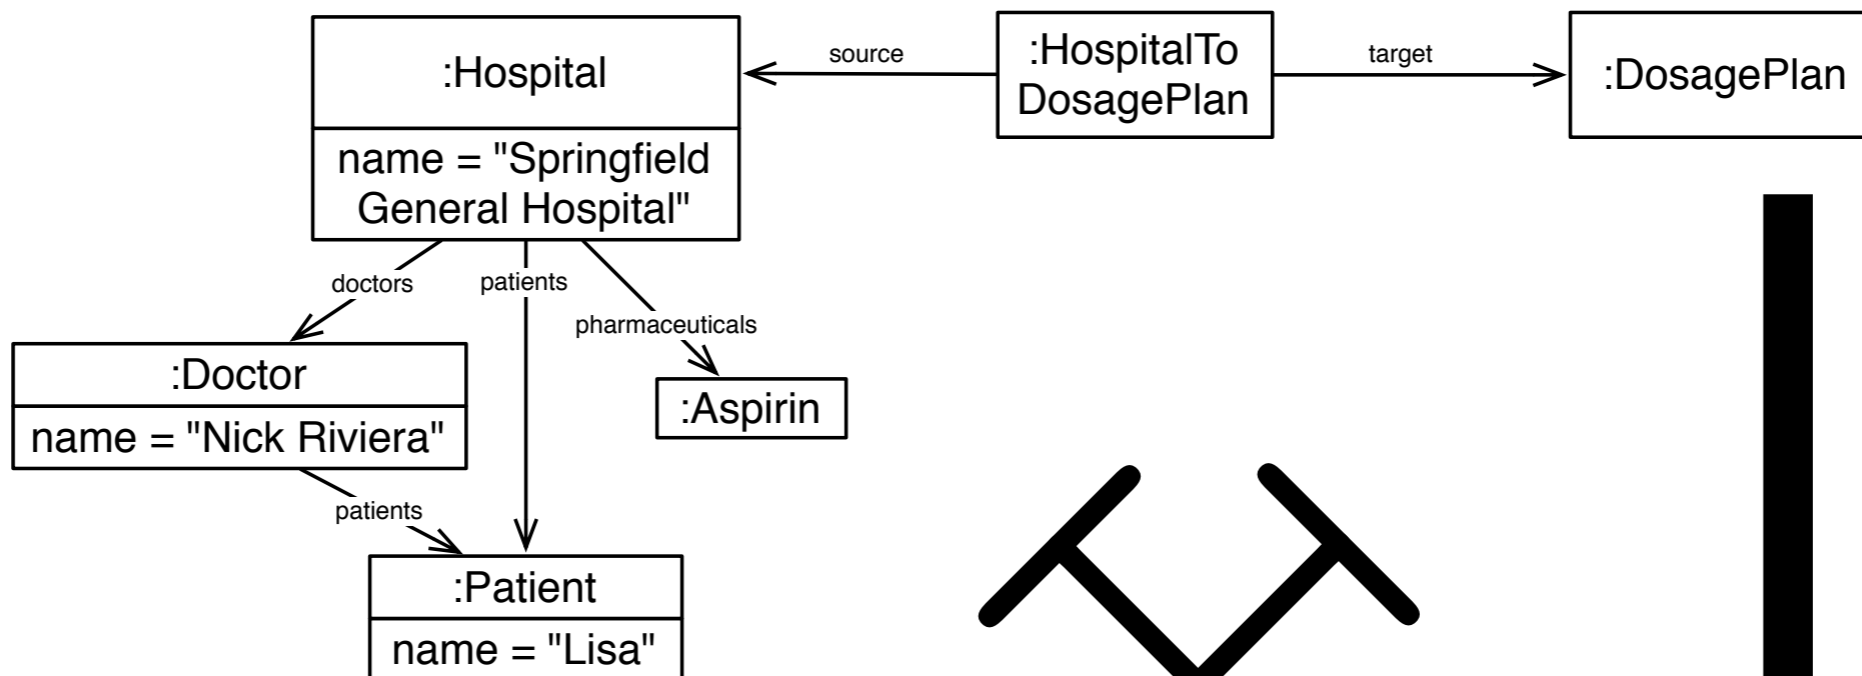 :Hospital
name = "Springfield
General Hospital"
source
:HospitalTo
DosagePlan
target
:DosagePlan
doctors
patients
pharmaceuticals
:Doctor
name = "Nick Riviera"
:Aspirin
patients
:Patient
name = "Lisa"